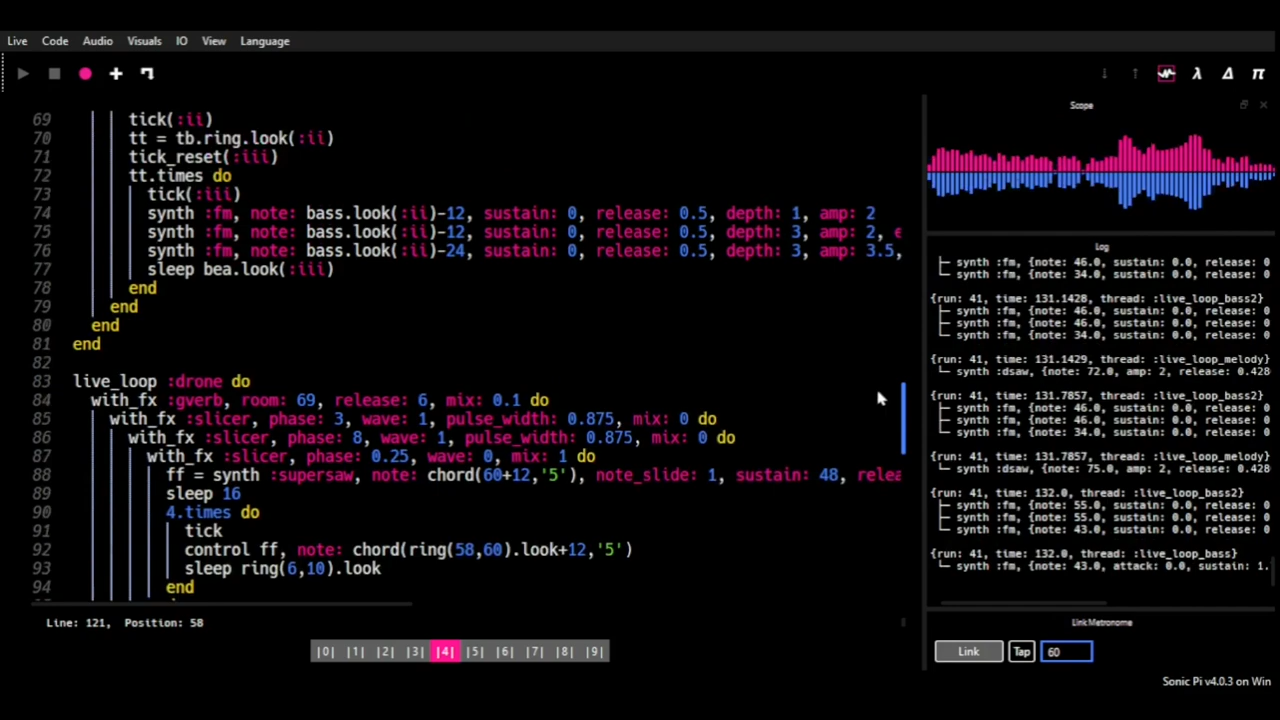 Live Code Audio Visuals IO View Language
Scope
69 tick(:ii)
70 tt = tb.ring.look(:ii)
71 tick_reset(:iii)
72 tt.times do
73 tick(:iii)
74 synth :fm, note: bass.look(:ii)-12, sustain: 0, release: 0.5, depth: 1, amp: 2
75 synth :fm, note: bass.look(:ii)-12, sustain: 0, release: 0.5, depth: 3, amp: 2,
76 synth :fm, note: bass.look(:ii)-24, sustain: 0, release: 0.5, depth: 3, amp: 3.5,
77 sleep bea.look(:iii)
78 end
79 end
80 end
81 end
82
83 live_loop :drone do
84 with_fx :gverb, room: 69, release: 6, mix: 0.1 do
85 with_fx :slicer, phase: 3, wave: 1, pulse_width: 0.875, mix: 0 do
86 with_fx :slicer, phase: 8, wave: 1, pulse_width: 0.875, mix: 0 do
87 with_fx :slicer, phase: 0.25, wave: 0, mix: 1 do
88 ff = synth :supersaw, note: chord(60+12,'5'), note_slide: 1, sustain: 48, relea
89 sleep 16
90 4.times do
91 tick
92 control ff, note: chord(ring(58,60).look+12,'5')
93 sleep ring(6,10).look
94 end
Log
synth :fm, {note: 46.0, sustain: 0.0, release: 0
synth :fm, {note: 34.0, sustain: 0.0, release: 0
{run: 41, time: 131.1428, thread: :live_loop_bass2}
synth :fm, {note: 46.0, sustain: 0.0, release: 0
synth :fm, {note: 46.0, sustain: 0.0, release: 0
synth :fm, {note: 34.0, sustain: 0.0, release: 0
{run: 41, time: 131.1429, thread: :live_loop_melody}
synth :dsaw, {note: 72.0, amp: 2, release: 0.428
{run: 41, time: 131.7857, thread: :live_loop_bass2}
synth :fm, {note: 46.0, sustain: 0.0, release: 0
synth :fm, {note: 46.0, sustain: 0.0, release: 0
synth :fm, {note: 34.0, sustain: 0.0, release: 0
{run: 41, time: 131.7857, thread: :live_loop_melody}
synth :dsaw, {note: 75.0, amp: 2, release: 0.428
{run: 41, time: 132.0, thread: :live_loop_bass2}
synth :fm, {note: 55.0, sustain: 0.0, release: 0
synth :fm, {note: 55.0, sustain: 0.0, release: 0
synth :fm, {note: 43.0, sustain: 0.0, release: 0
{run: 41, time: 132.0, thread: :live_loop_bass}
synth :fm, {note: 43.0, attack: 0.0, sustain: 1.
Line: 121, Position: 58
|0| |1| |2| |3| |4| |5| |6| |7| |8| |9|
Link Metronome
Link Tap 60
Sonic Pi v4.0.3 on Win